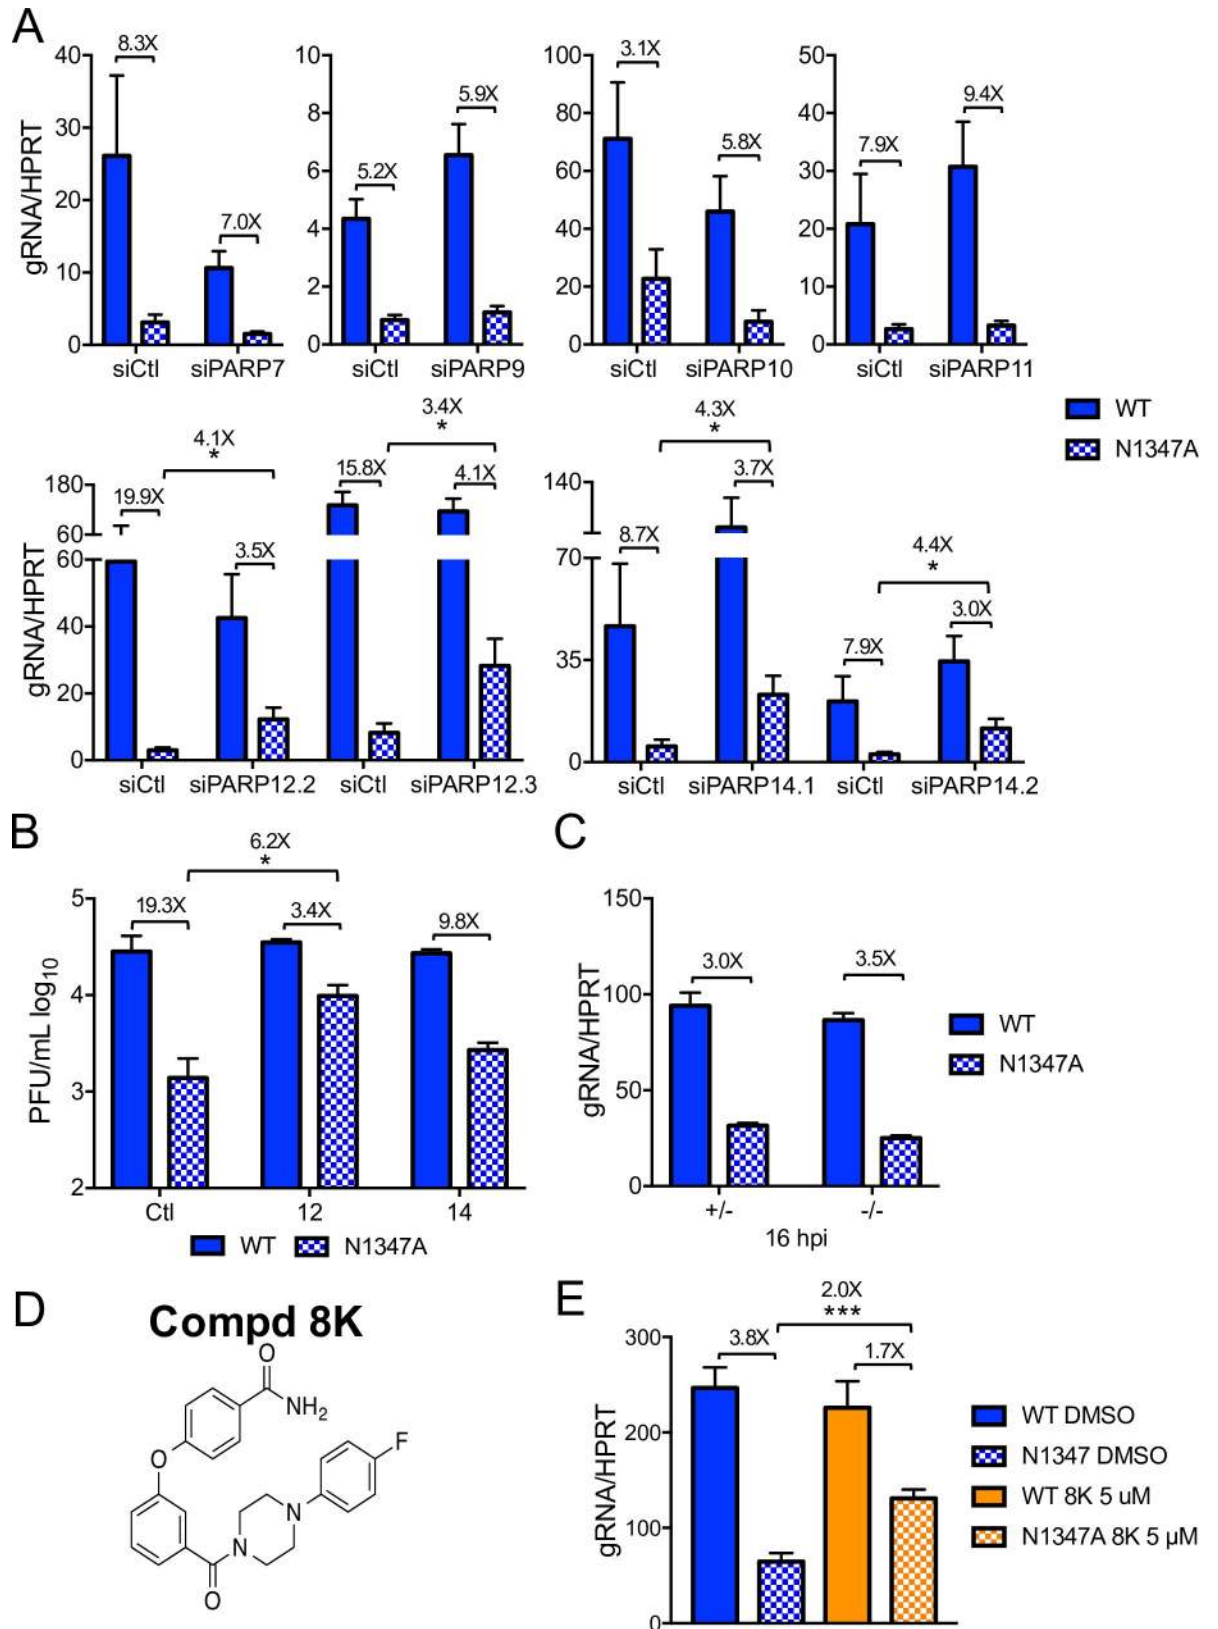 A
gRNA/HPRT
40
30
20
10
0
8.3X
7.0X
siCtl siPARP7
10
8
6
4
2
0
5.2X
5.9X
siCtl siPARP9
100
80
60
40
20
0
3.1X
5.8X
siCtl siPARP10
50
40
30
20
10
0
7.9X
9.4X
siCtl siPARP11
WT
N1347A
gRNA/HPRT
180
60
60
40
20
0
4.1X
*
19.9X
3.5X
3.4X
*
15.8X
4.1X
siCtl siPARP12.2 siCtl siPARP12.3
140
70
35
0
4.3X
*
8.7X
3.7X
4.4X
*
7.9X
3.0X
siCtl siPARP14.1 siCtl siPARP14.2
B
PFU/mL log10
5
4
3
2
6.2X
*
19.3X
3.4X
9.8X
Ctl 12 14
WT N1347A
C
gRNA/HPRT
150
100
50
0
3.0X
3.5X
+/- -/-
16 hpi
WT
N1347A
D
Compd 8K
O
NH2
O
F
N
N
O
E
gRNA/HPRT
300
200
100
0
2.0X
***
3.8X
1.7X
WT DMSO
N1347 DMSO
WT 8K 5 uM
N1347A 8K 5 µM